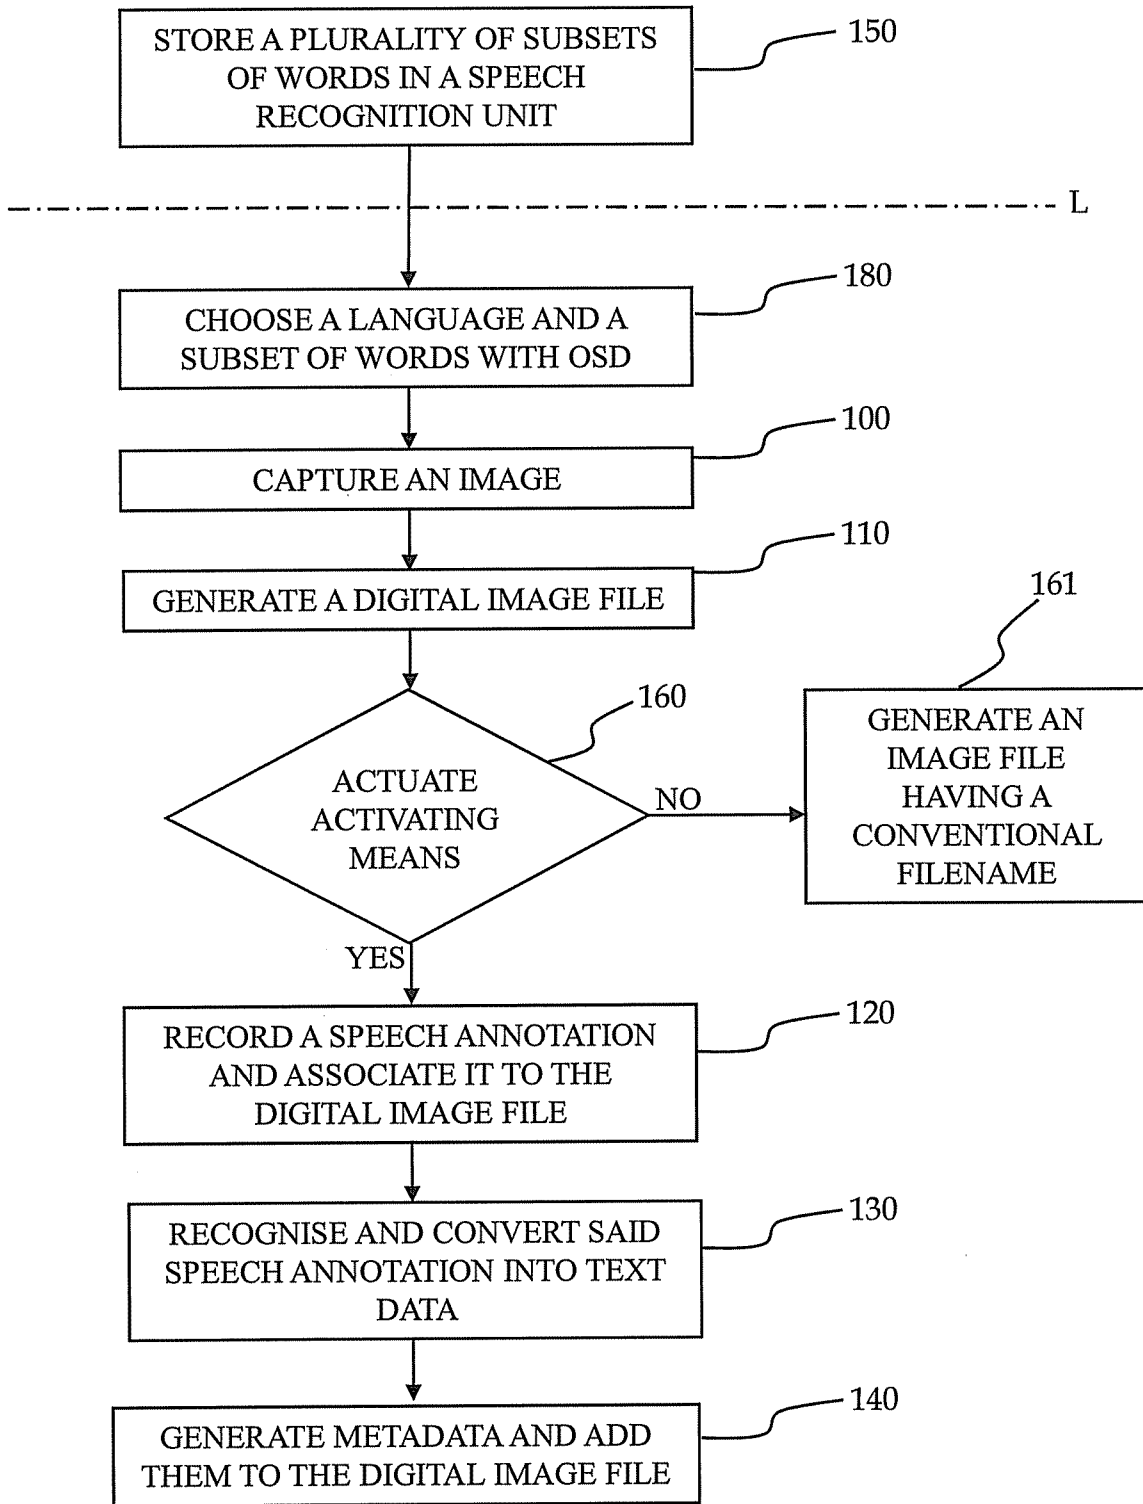 STORE A PLURALITY OF SUBSETS
OF WORDS IN A SPEECH
RECOGNITION UNIT
150
L
180
CHOOSE A LANGUAGE AND A
SUBSET OF WORDS WITH OSD
100
CAPTURE AN IMAGE
110
GENERATE A DIGITAL IMAGE FILE
160
ACTUATE
ACTIVATING
MEANS
NO
161
GENERATE AN
IMAGE FILE
HAVING A
CONVENTIONAL
FILENAME
YES
120
RECORD A SPEECH ANNOTATION
AND ASSOCIATE IT TO THE
DIGITAL IMAGE FILE
130
RECOGNISE AND CONVERT SAID
SPEECH ANNOTATION INTO TEXT
DATA
140
GENERATE METADATA AND ADD
THEM TO THE DIGITAL IMAGE FILE